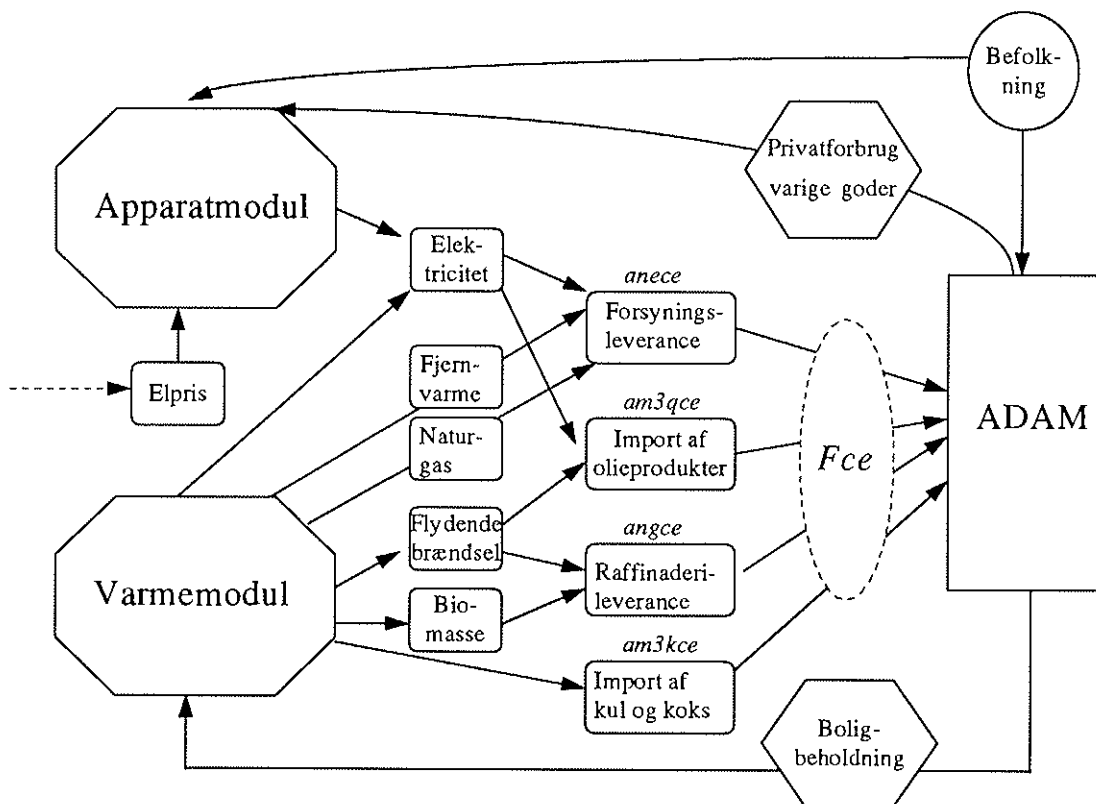 Befolk-
ning
Privatforbrug
varige goder
Apparatmodul
Elek-
tricitet
anece
Forsynings-
leverance
Fjern-
varme
Elpris
Natur-
gas
am3qce
Import af
olieprodukter
Fce
ADAM
Flydende
brændsel
angce
Raffinaderi-
leverance
Varmemodul
Bio-
masse
am3kce
Import af
kul og koks
Bolig-
beholdning